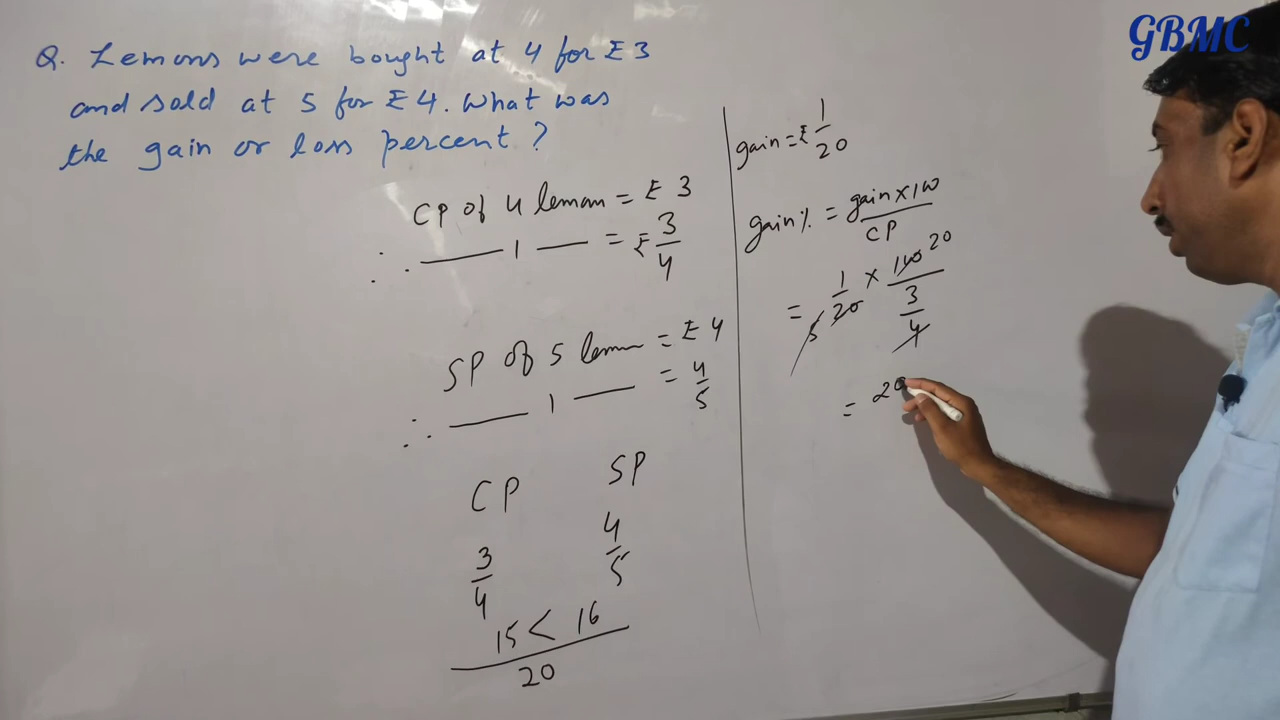 GBMC
Q. Lemons were bought at 4 for ₹ 3
and sold at 5 for ₹ 4. What was
the gain or loss percent?
CP of 4 lemon = ₹ 3
∴ —— 1 —— = ₹ 3/4
SP of 5 lemon = ₹ 4
∴ —— 1 —— = 4/5
CP SP
3/4 4/5
15 < 16
20
gain = ₹ 1/20
gain % = gain × 100 / CP
= 1/20 5 × 100 20 / 3/4
= 20